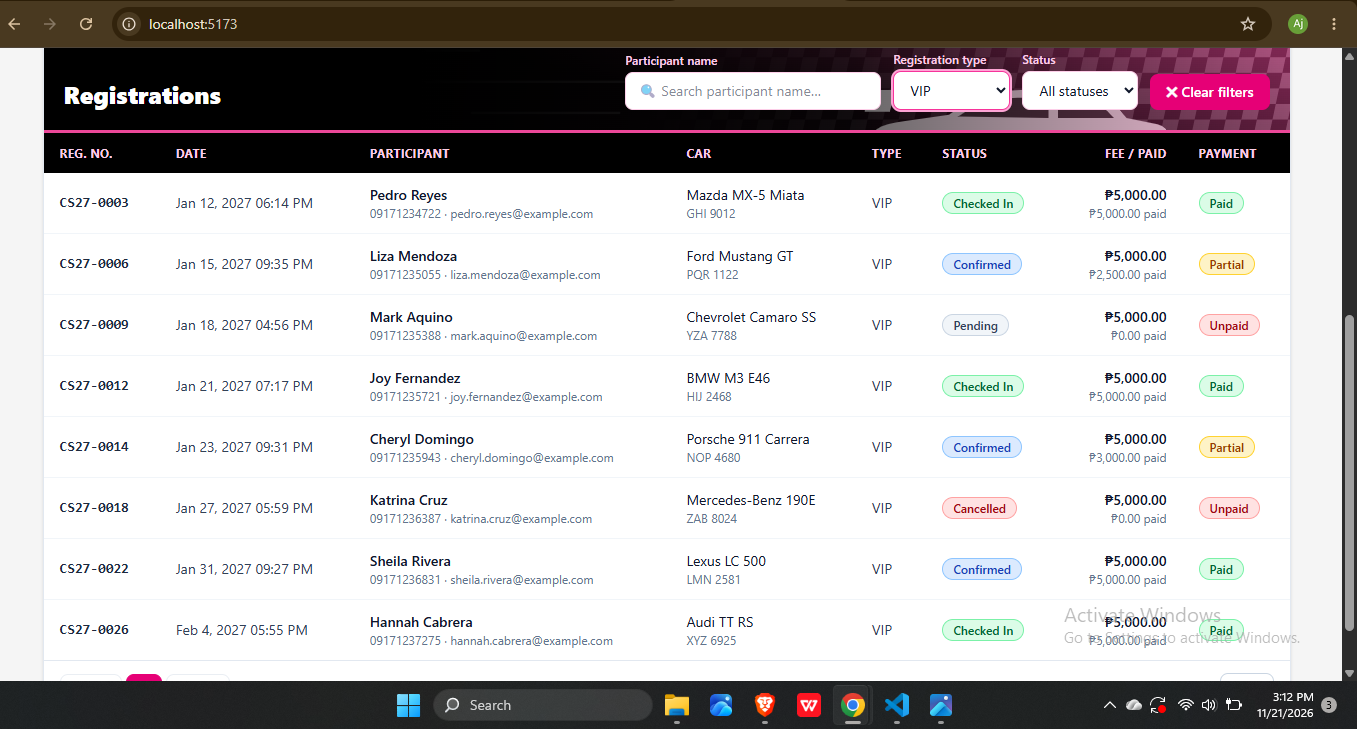 localhost:5173
Aj
Registrations
Participant name
Search participant name...
Registration type
VIP
Status
All statuses
Clear filters
REG. NO. DATE PARTICIPANT CAR TYPE STATUS FEE / PAID PAYMENT
CS27-0003 Jan 12, 2027 06:14 PM Pedro Reyes Mazda MX-5 Miata VIP Checked In ₱5,000.00 Paid
09171234722 · pedro.reyes@example.com GHI 9012 ₱5,000.00 paid
CS27-0006 Jan 15, 2027 09:35 PM Liza Mendoza Ford Mustang GT VIP Confirmed ₱5,000.00 Partial
09171235055 · liza.mendoza@example.com PQR 1122 ₱2,500.00 paid
CS27-0009 Jan 18, 2027 04:56 PM Mark Aquino Chevrolet Camaro SS VIP Pending ₱5,000.00 Unpaid
09171235388 · mark.aquino@example.com YZA 7788 ₱0.00 paid
CS27-0012 Jan 21, 2027 07:17 PM Joy Fernandez BMW M3 E46 VIP Checked In ₱5,000.00 Paid
09171235721 · joy.fernandez@example.com HIJ 2468 ₱5,000.00 paid
CS27-0014 Jan 23, 2027 09:31 PM Cheryl Domingo Porsche 911 Carrera VIP Confirmed ₱5,000.00 Partial
09171235943 · cheryl.domingo@example.com NOP 4680 ₱3,000.00 paid
CS27-0018 Jan 27, 2027 05:59 PM Katrina Cruz Mercedes-Benz 190E VIP Cancelled ₱5,000.00 Unpaid
09171236387 · katrina.cruz@example.com ZAB 8024 ₱0.00 paid
CS27-0022 Jan 31, 2027 09:27 PM Sheila Rivera Lexus LC 500 VIP Confirmed ₱5,000.00 Paid
09171236831 · sheila.rivera@example.com LMN 2581 ₱5,000.00 paid
CS27-0026 Feb 4, 2027 05:55 PM Hannah Cabrera Audi TT RS VIP Checked In ₱5,000.00 Paid
09171237275 · hannah.cabrera@example.com XYZ 6925 ₱5,000.00 paid
Activate Windows
Go to Settings to activate Windows.
Search
W
3:12 PM
11/21/2026
3